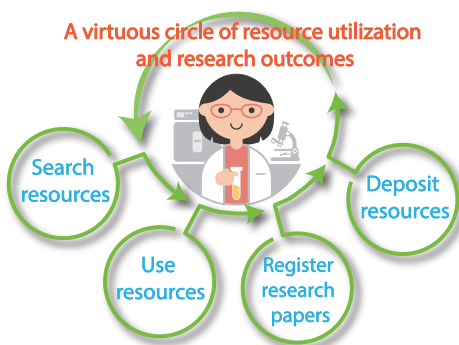 A virtuous circle of resource utilization
and research outcomes
Search
resources
Use
resources
Register
research
papers
Deposit
resources